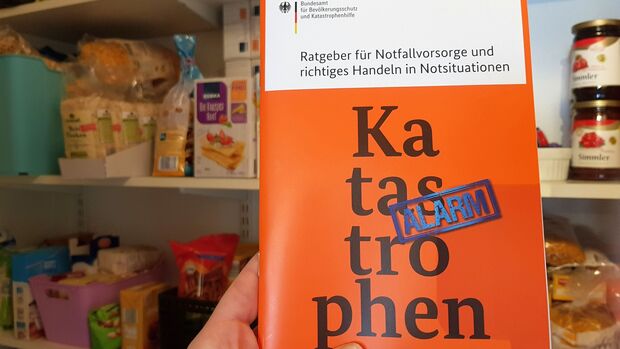 Bundesamt
für Bevölkerungsschutz
und Katastrophenhilfe
Ratgeber für Notfallvorsorge und
richtiges Handeln in Notsituationen
Ka
tas
tro
phen
ALARM
EDEKA
Simmler
Simmler